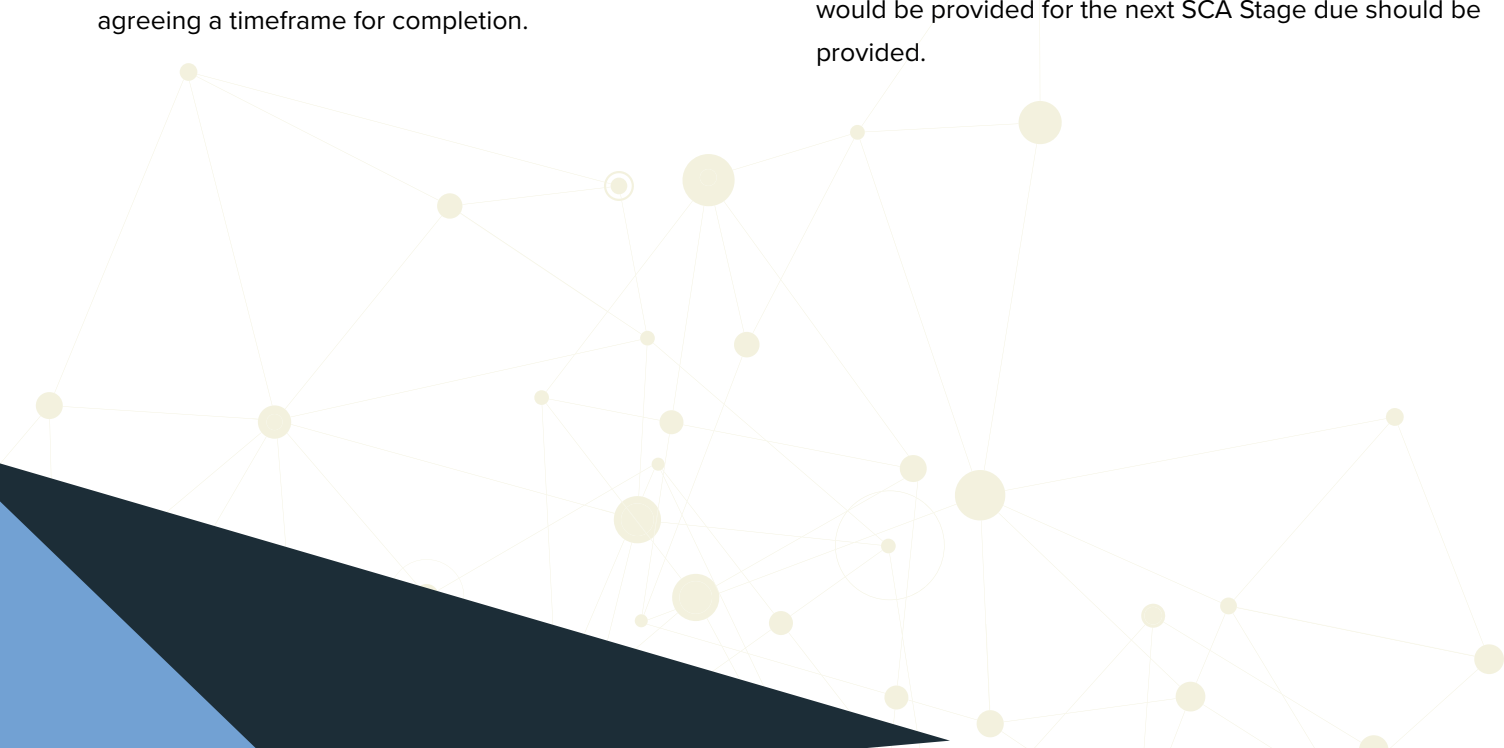 agreeing a timeframe for completion.
would be provided for the next SCA Stage due should be
provided.